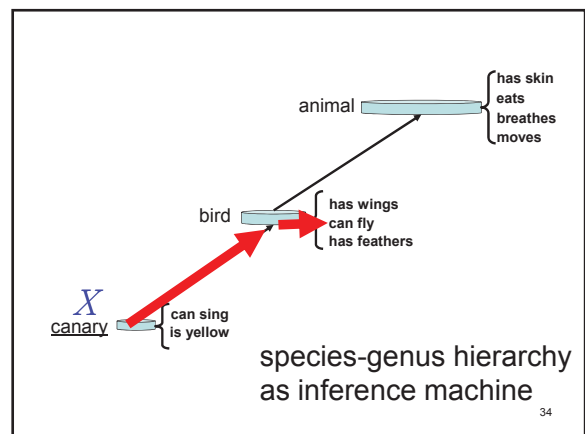 animal
has skin
eats
breathes
moves
bird
has wings
can fly
has feathers
X
canary
can sing
is yellow
species-genus hierarchy
as inference machine
34